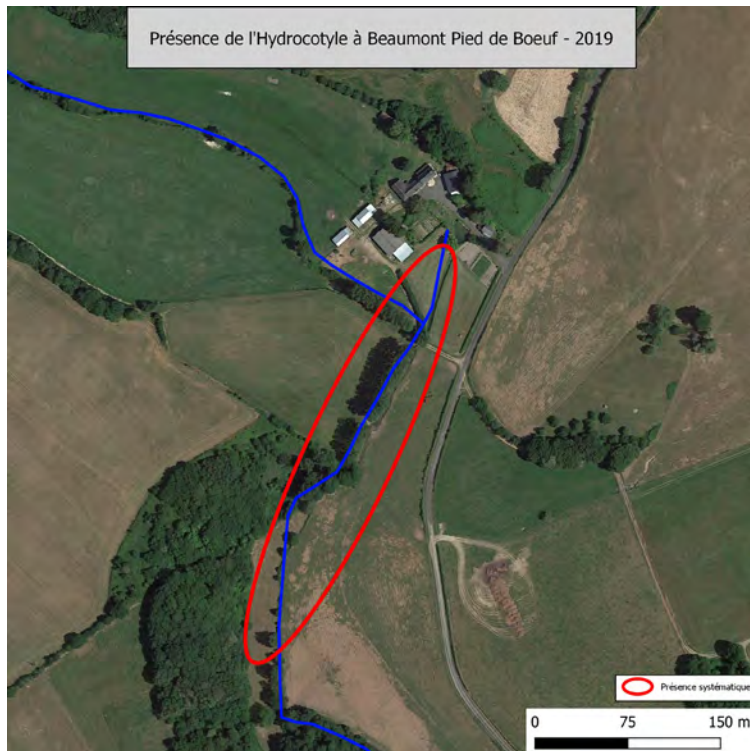 Présence de l'Hydrocotyle à Beaumont Pied de Boeuf - 2019
Présence systématique
0 75 150 m